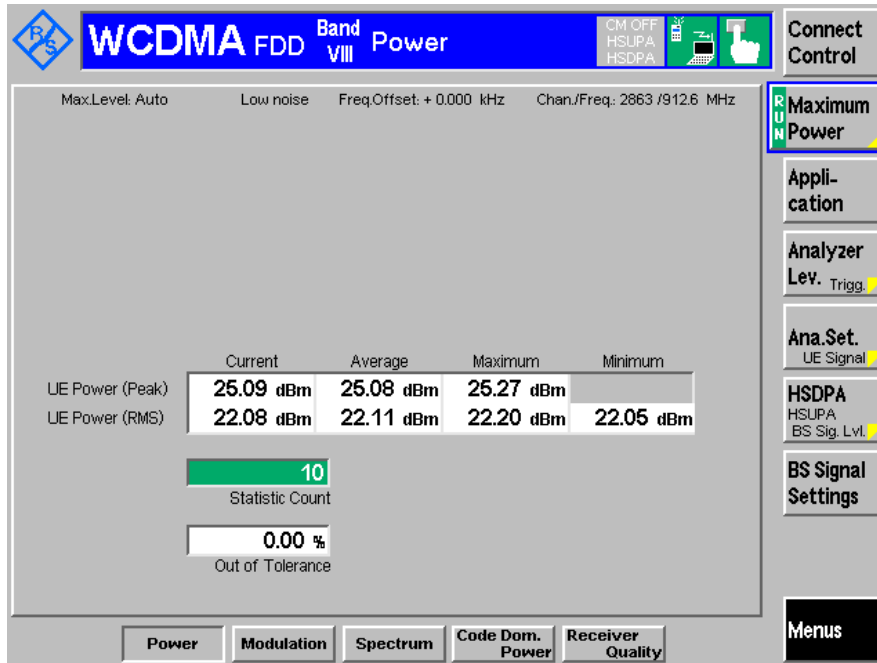 R&S
WCDMA FDD Band VIII Power
CM OFF
HSUPA
HSDPA
Connect Control
Max.Level: Auto Low noise Freq.Offset: + 0.000 kHz Chan./Freq.: 2863 /912.6 MHz
RUN
Maximum Power
Appli-
cation
Analyzer
Lev. Trigg.
Ana.Set.
UE Signal
HSDPA
HSUPA
BS Sig. Lvl.
BS Signal
Settings
Current Average Maximum Minimum
UE Power (Peak) 25.09 dBm 25.08 dBm 25.27 dBm
UE Power (RMS) 22.08 dBm 22.11 dBm 22.20 dBm 22.05 dBm
10
Statistic Count
0.00 %
Out of Tolerance
Power Modulation Spectrum Code Dom. Power Receiver Quality
Menus